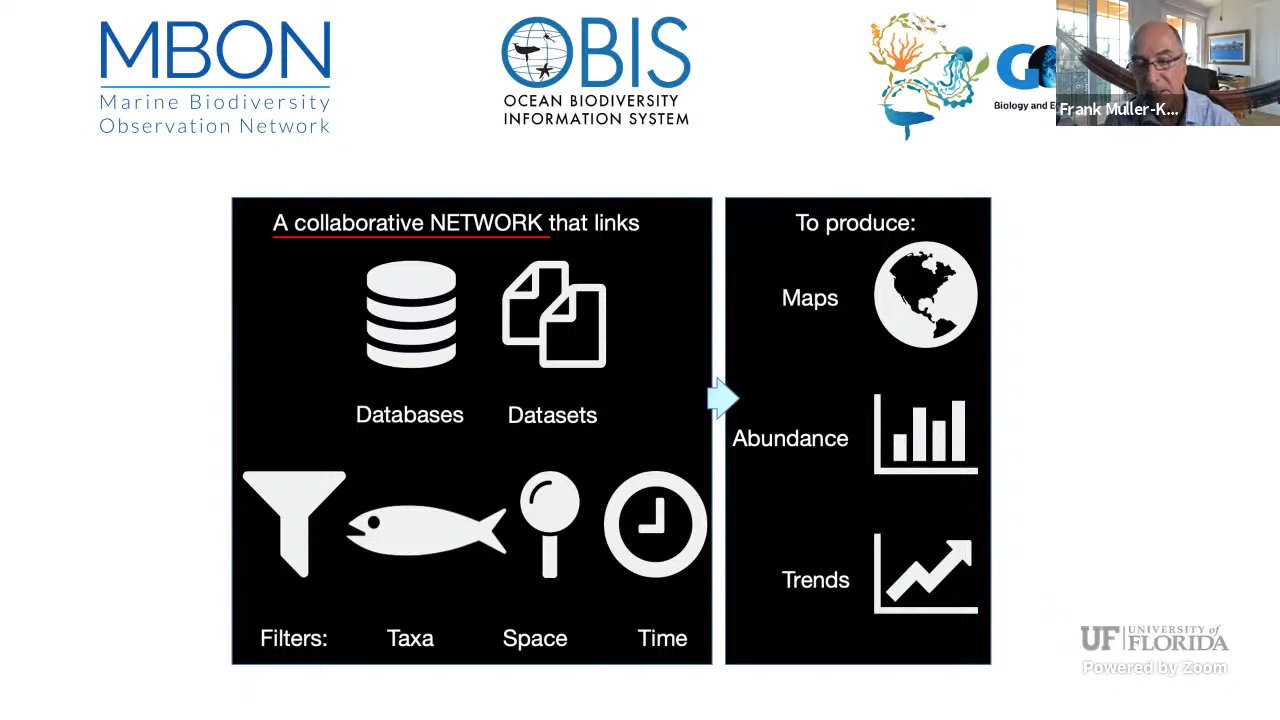 MBON
Marine Biodiversity
Observation Network
OBIS
OCEAN BIODIVERSITY
INFORMATION SYSTEM
Biology and E
Frank Muller-K...
A collaborative NETWORK that links
Databases
Datasets
Filters:
Taxa
Space
Time
To produce:
Maps
Abundance
Trends
UF UNIVERSITY of FLORIDA
Powered by Zoom